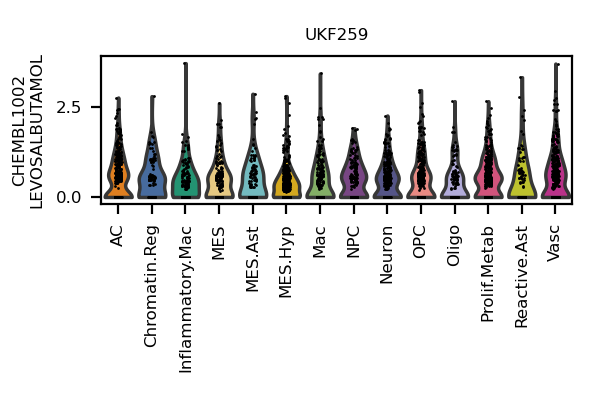 UKF259
CHEMBL1002
LEVOSALBUTAMOL
2.5
0.0
AC
Chromatin.Reg
Inflammatory.Mac
MES
MES.Ast
MES.Hyp
Mac
NPC
Neuron
OPC
Oligo
Prolif.Metab
Reactive.Ast
Vasc